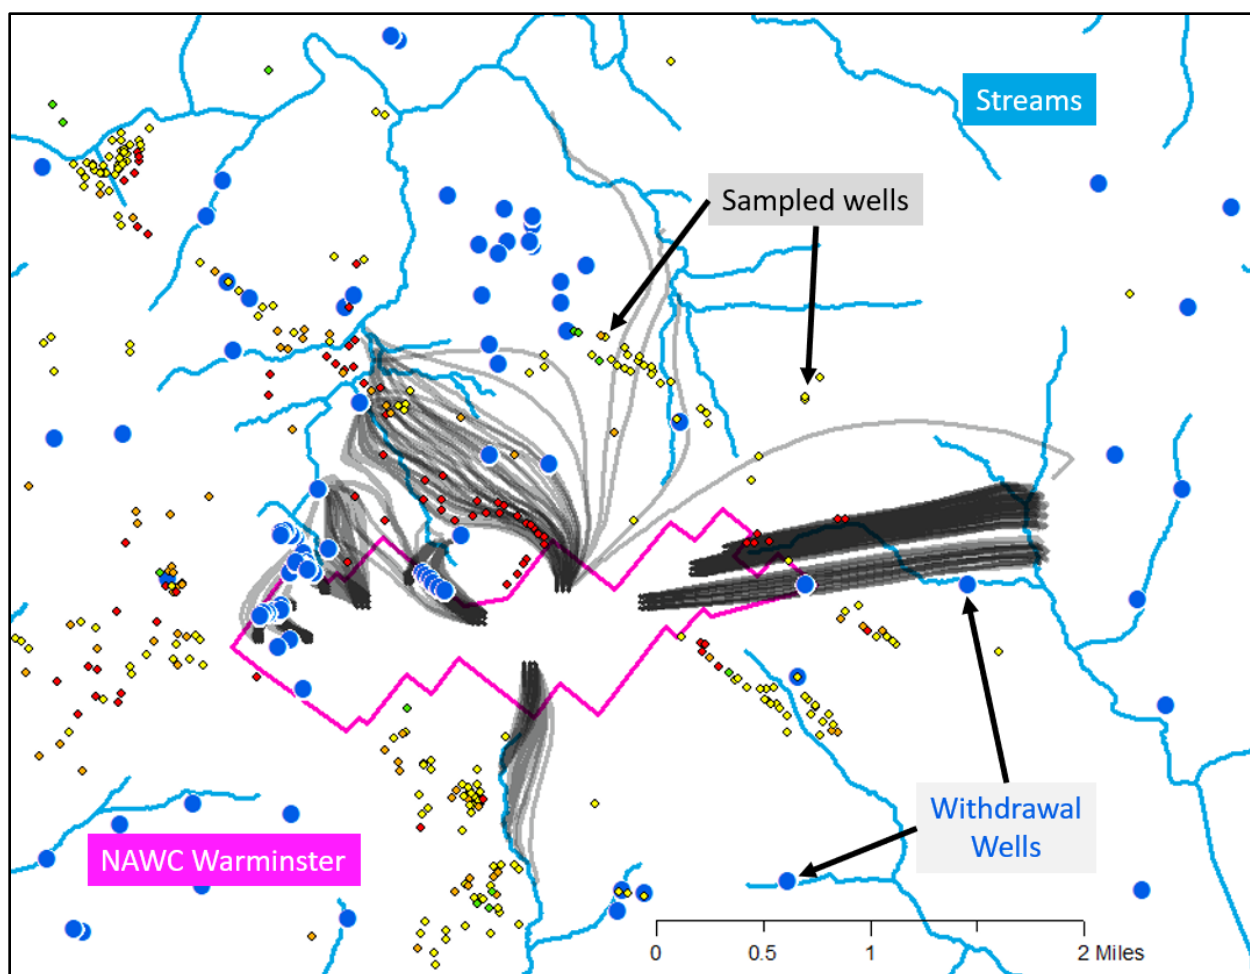 Streams
Sampled wells
Withdrawal
Wells
NAWC Warminster
0 0.5 1 2 Miles